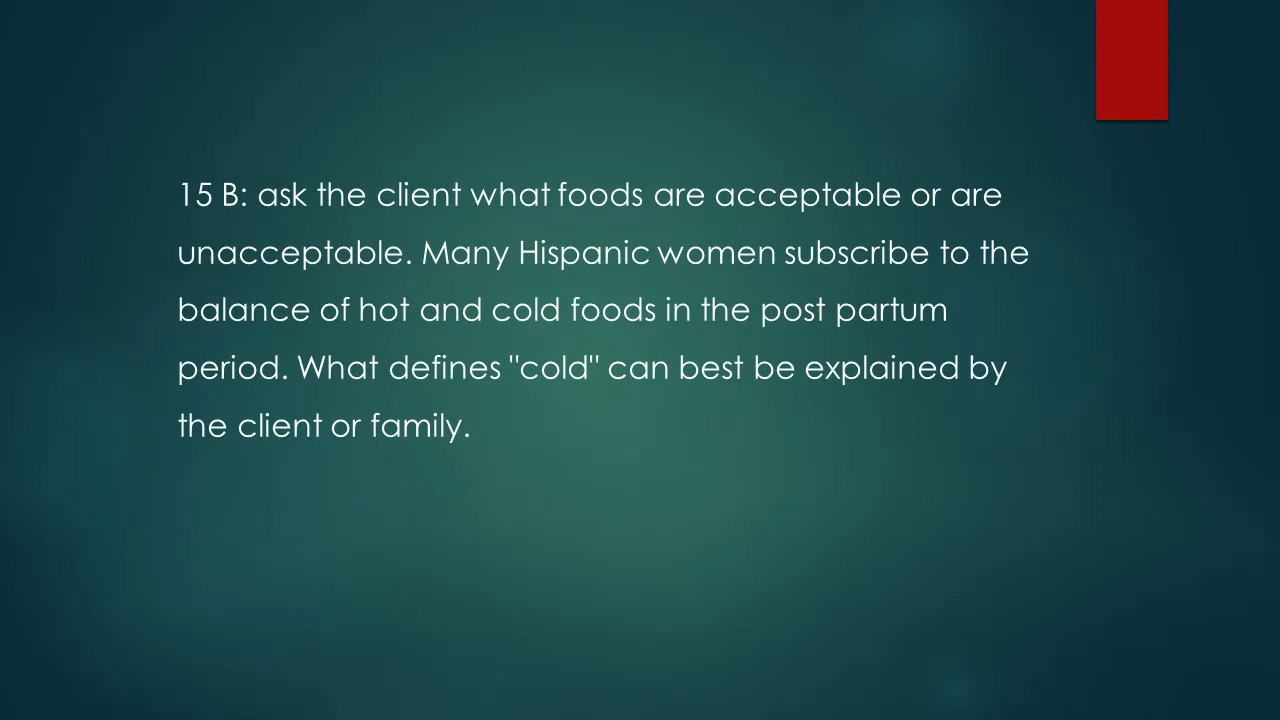 15 B: ask the client what foods are acceptable or are
unacceptable. Many Hispanic women subscribe to the
balance of hot and cold foods in the post partum
period. What defines "cold" can best be explained by
the client or family.